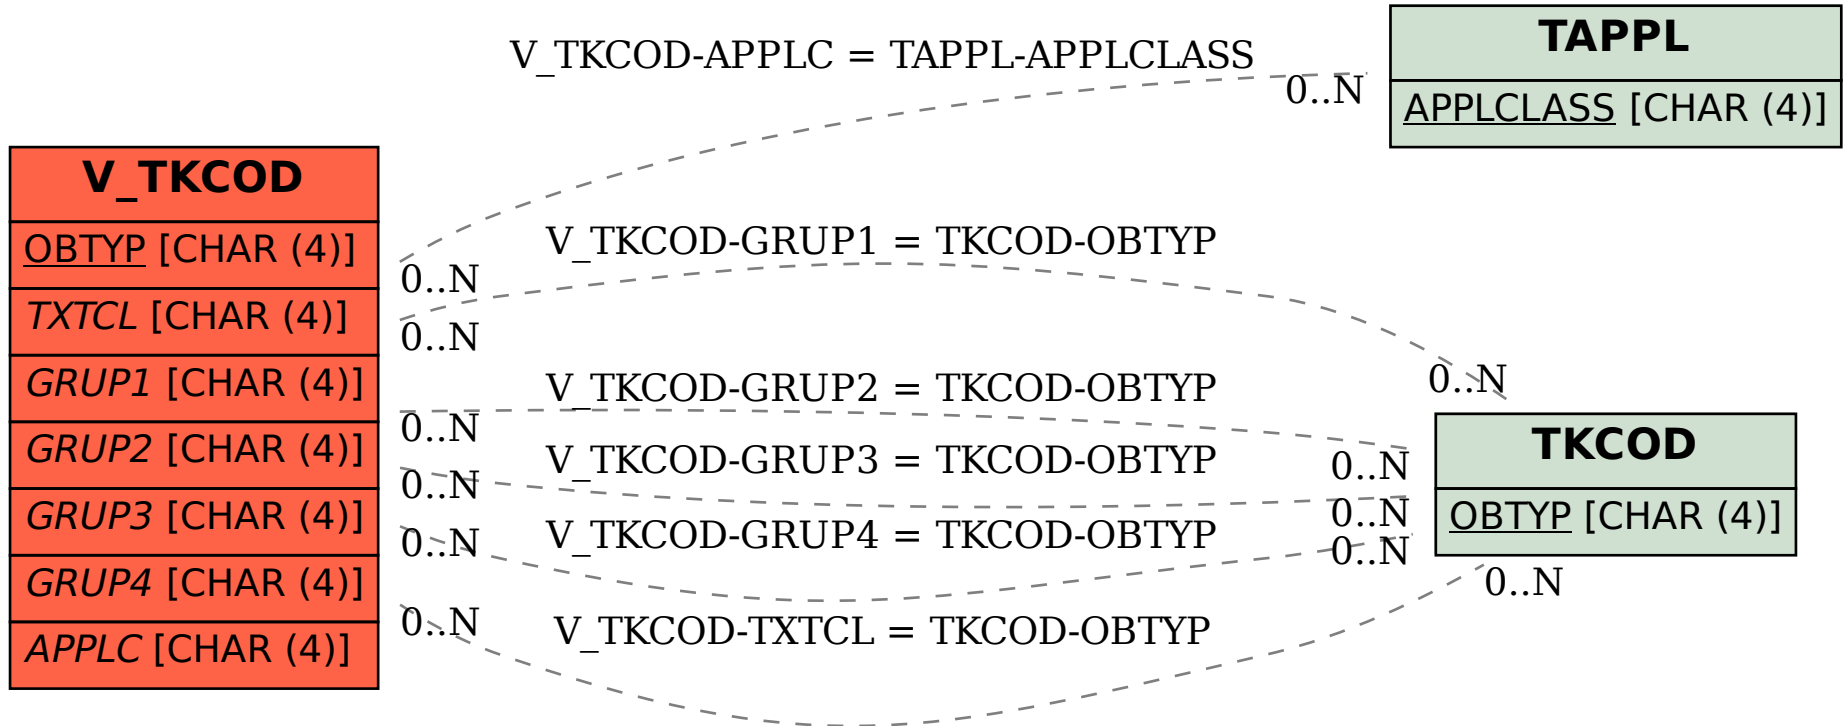 TAPPL
APPLCLASS [CHAR (4)]
V_TKCOD-APPLC = TAPPL-APPLCLASS
0..N
0..N
V_TKCOD
OBTYP [CHAR (4)]
TXTCL [CHAR (4)]
GRUP1 [CHAR (4)]
GRUP2 [CHAR (4)]
GRUP3 [CHAR (4)]
GRUP4 [CHAR (4)]
APPLC [CHAR (4)]
V_TKCOD-GRUP1 = TKCOD-OBTYP
0..N
0..N
V_TKCOD-GRUP2 = TKCOD-OBTYP
0..N
0..N
V_TKCOD-GRUP3 = TKCOD-OBTYP
0..N
0..N
V_TKCOD-GRUP4 = TKCOD-OBTYP
0..N
0..N
V_TKCOD-TXTCL = TKCOD-OBTYP
0..N
0..N
TKCOD
OBTYP [CHAR (4)]